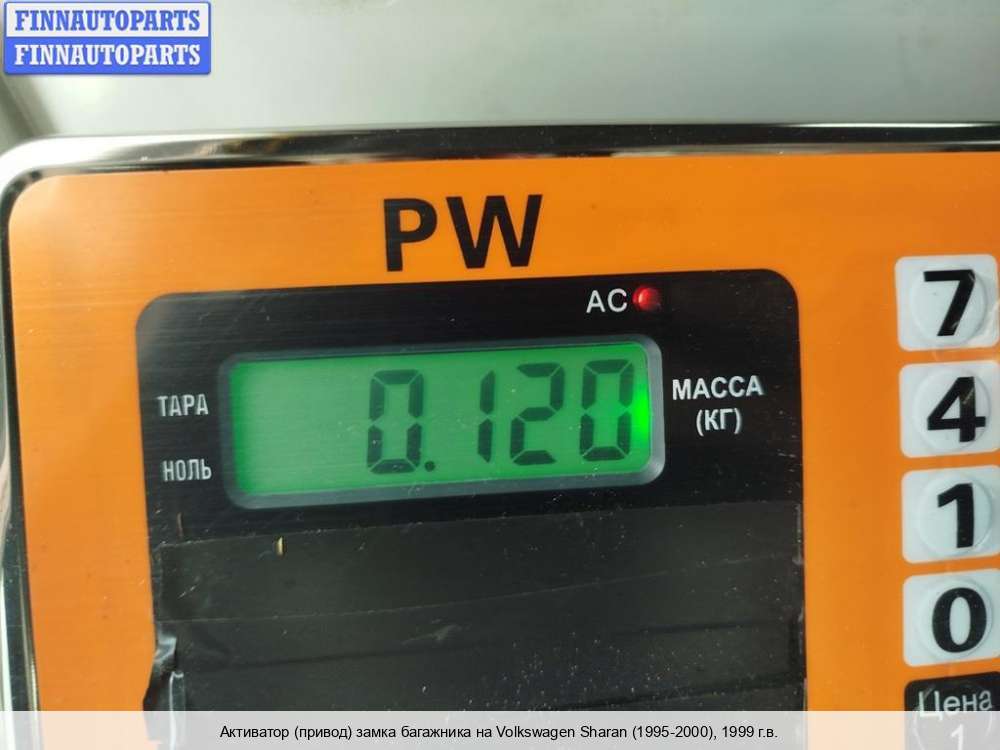 FINNAUTOPARTS
FINNAUTOPARTS
PW
AC
7
ТАРА
0.120
МАССА
(КГ)
4
НОЛЬ
1
0
Цена
1
Активатор (привод) замка багажника на Volkswagen Sharan (1995-2000), 1999 г.в.